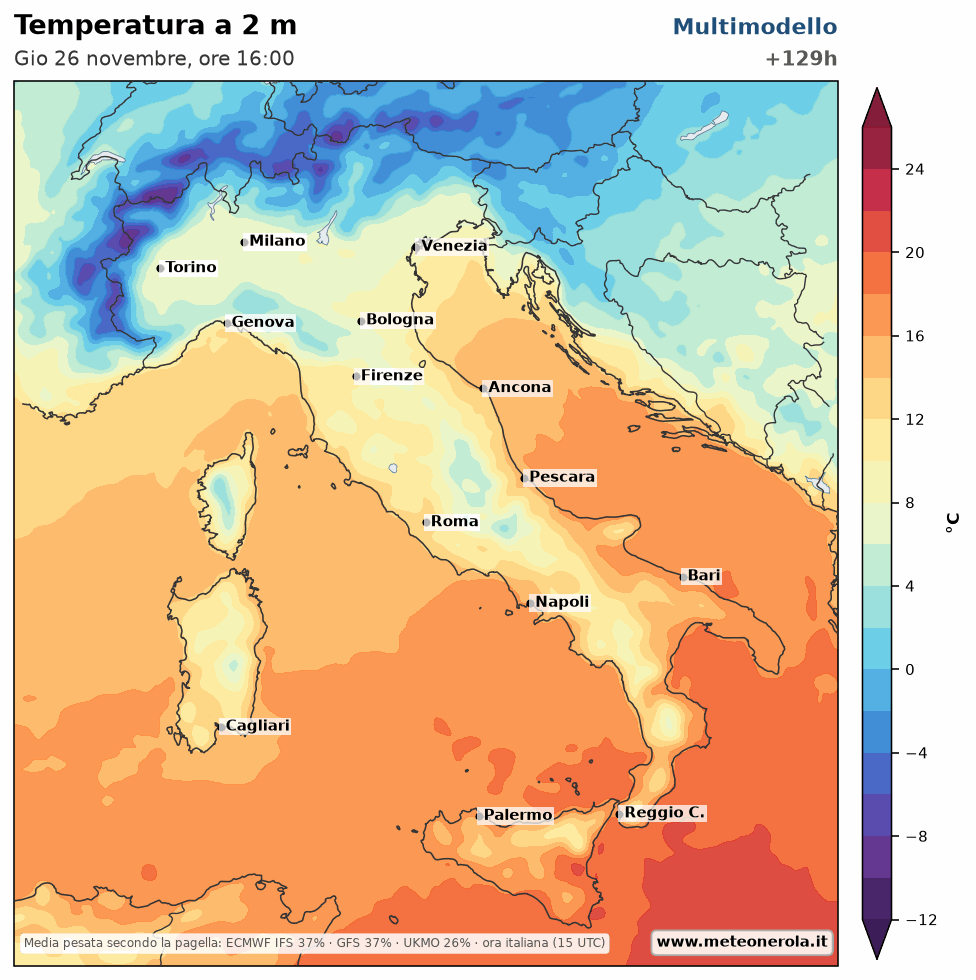 Temperatura a 2 m
Multimodello
Gio 26 novembre, ore 16:00
+129h
Milano
Venezia
Torino
Genova
Bologna
Firenze
Ancona
Pescara
Roma
Bari
Napoli
Cagliari
Palermo
Reggio C.
24
20
16
12
8
4
0
−4
−8
−12
°C
Media pesata secondo la pagella: ECMWF IFS 37% · GFS 37% · UKMO 26% · ora italiana (15 UTC)
www.meteonerola.it